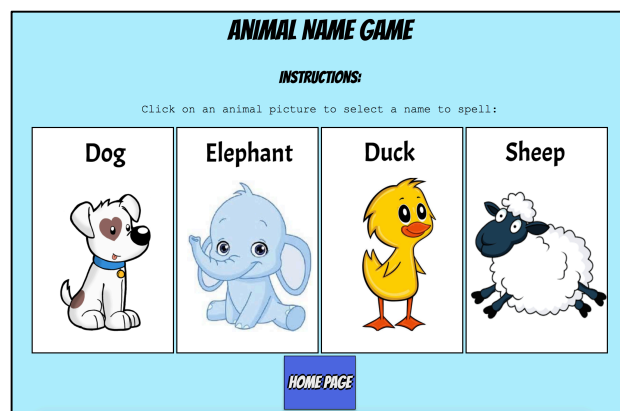 ANIMAL NAME GAME
INSTRUCTIONS:
Click on an animal picture to select a name to spell:
Dog
Elephant
Duck
Sheep
HOME PAGE